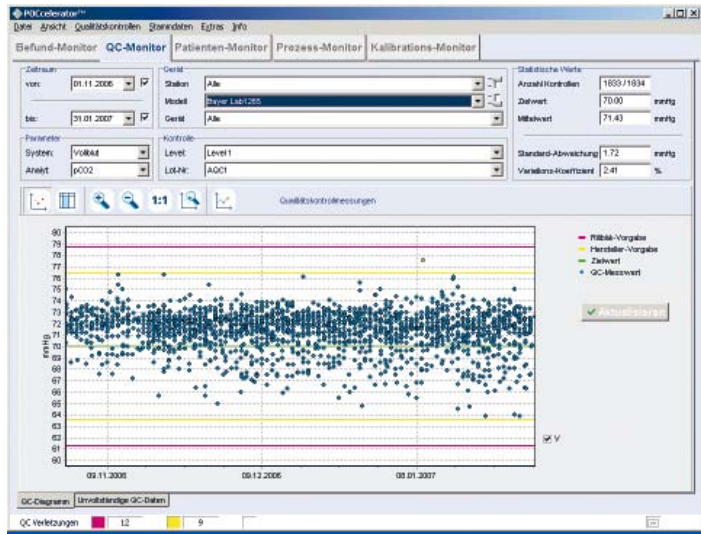 POCcelerator™
Datei Ansicht Qualitätskontrollen Stammdaten Extras Info
Befund-Monitor QC-Monitor Patienten-Monitor Prozess-Monitor Kalibrations-Monitor
Zeitraum
von: 01.11.2006
bis: 31.01.2007
Gerät
Station Alle
Modell Bayer Lab1265
Gerät Alle
Statistische Werte
Anzahl Kontrollen 1833 / 1834
Zielwert 70.00 mmHg
Mittelwert 71.43 mmHg
Standard-Abweichung 1.72 mmHg
Variations-Koeffizient 2.41 %
Parameter
System: Vollblut
Analyt pCO2
Kontrolle
Level: Level1
Lot-Nr.: AQC1
1:1
Qualitätskontrollmessungen
80
79
78
77
76
75
74
73
72
71
70
69
68
67
66
65
64
63
62
61
60
mmHg
09.11.2006 09.12.2006 08.01.2007
Rilibäk-Vorgabe
Hersteller-Vorgabe
Zielwert
QC-Messwert
Aktualisieren
V
QC-Diagramm Unvollständige QC-Daten
QC Verletzungen 12 9